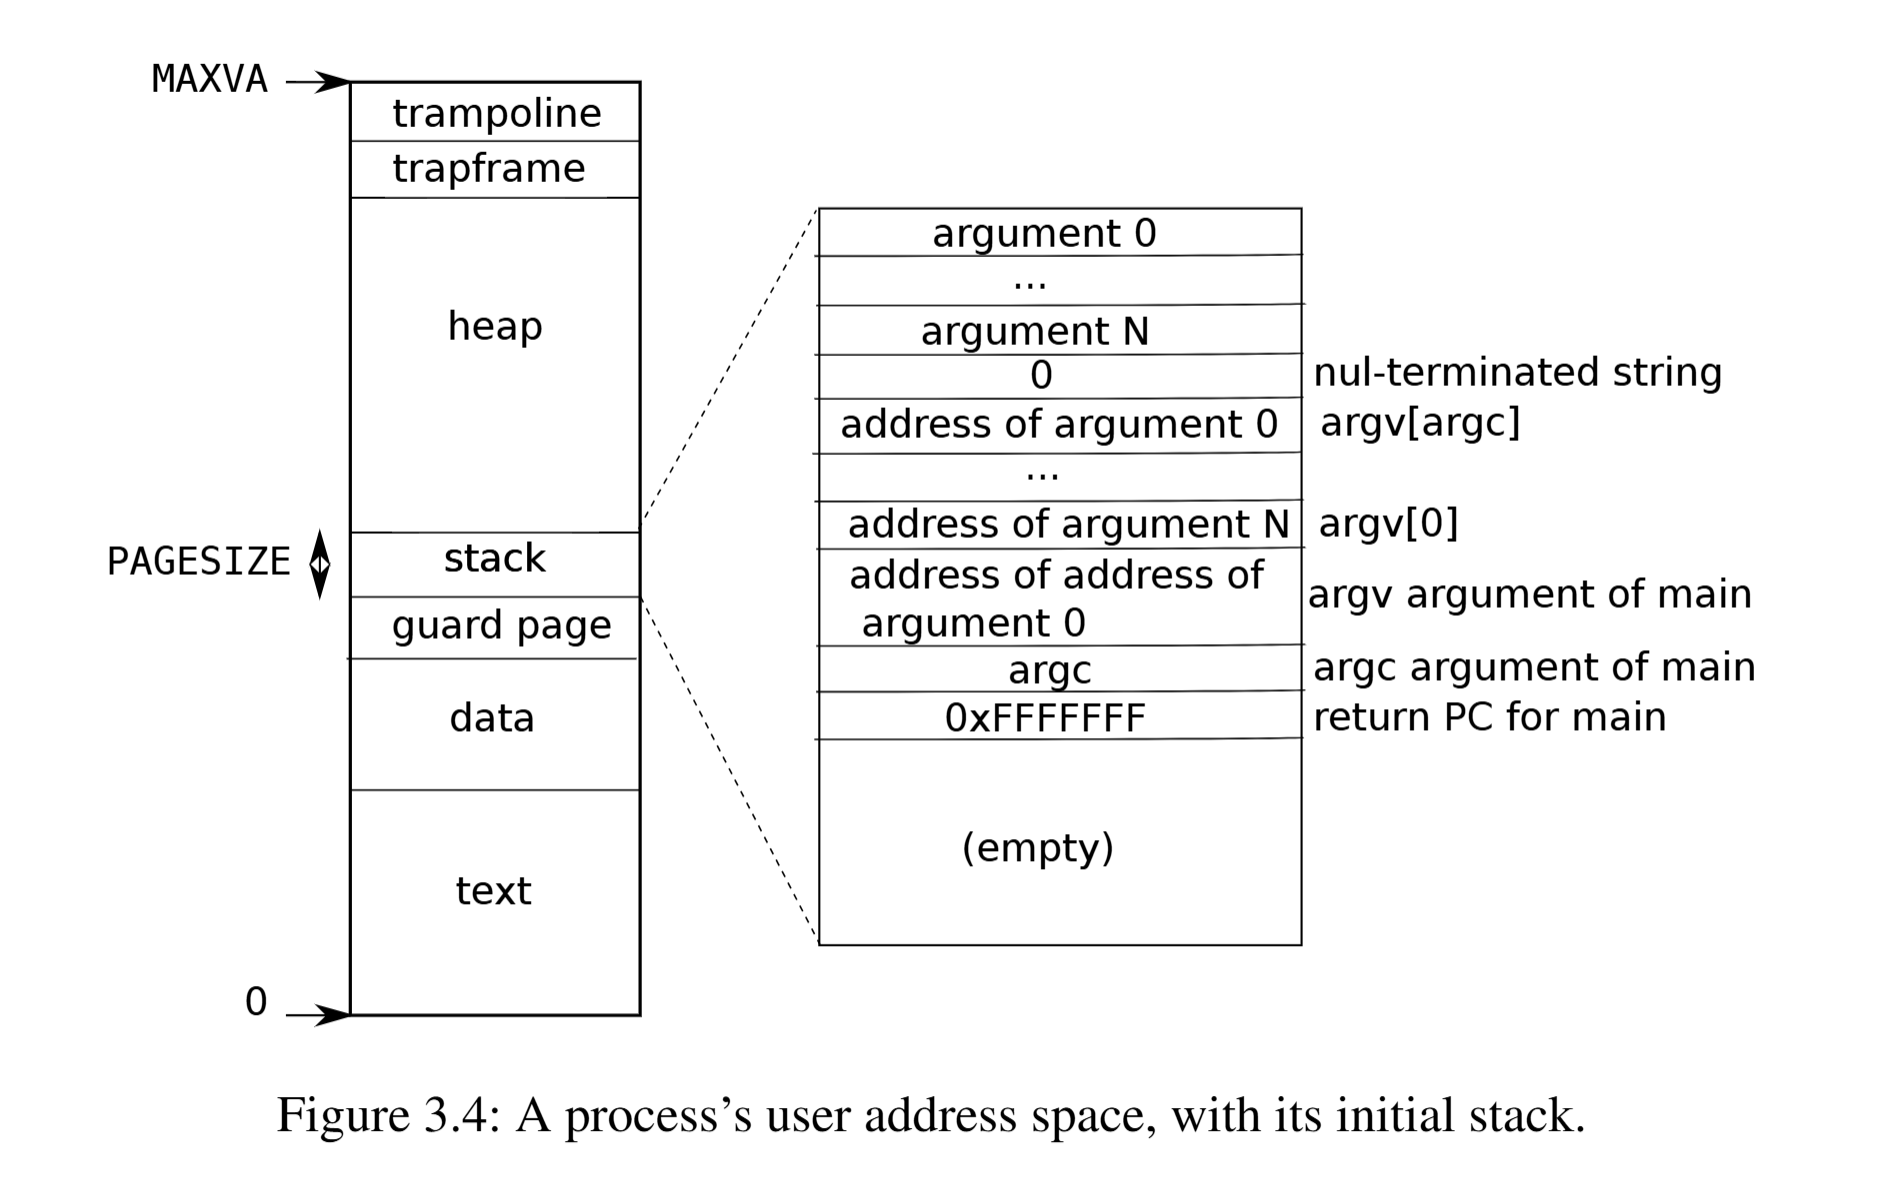 MAXVA
trampoline
trapframe
heap
PAGESIZE
stack
guard page
data
text
0
argument 0
...
argument N
0 nul-terminated string
address of argument 0 argv[argc]
...
address of argument N argv[0]
address of address of
argument 0
argv argument of main
argc argc argument of main
0xFFFFFFF return PC for main
(empty)
Figure 3.4: A process’s user address space, with its initial stack.